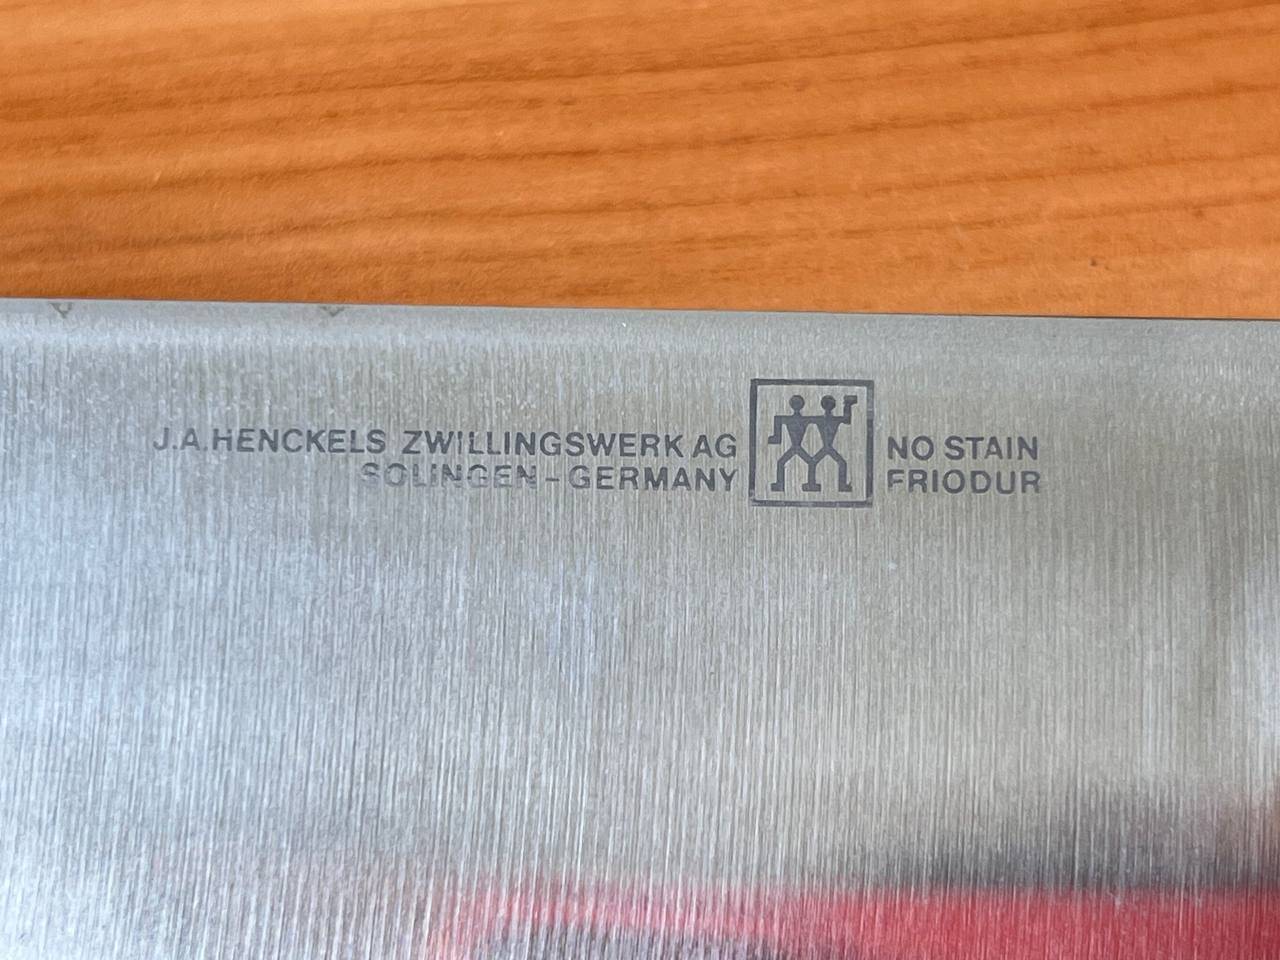 J.A.HENCKELS ZWILLINGSWERK AG
SOLINGEN – GERMANY
NO STAIN
FRIODUR